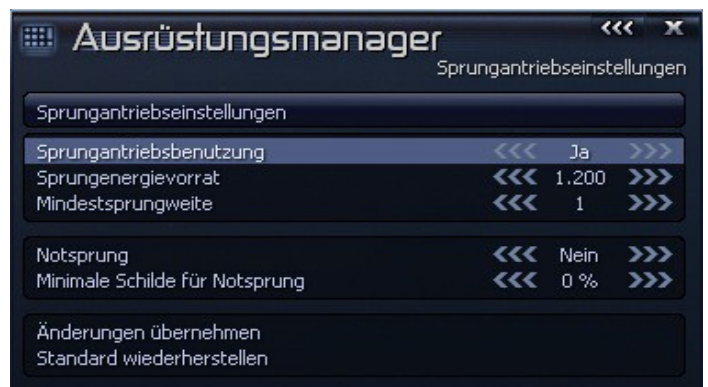 Ausrüstungsmanager
Sprungantriebseinstellungen
Sprungantriebseinstellungen
Sprungantriebsbenutzung <<< Ja >>>
Sprungenergievorrat <<< 1.200 >>>
Mindestsprungweite <<< 1 >>>
Notsprung <<< Nein >>>
Minimale Schilde für Notsprung <<< 0 % >>>
Änderungen übernehmen
Standard wiederherstellen